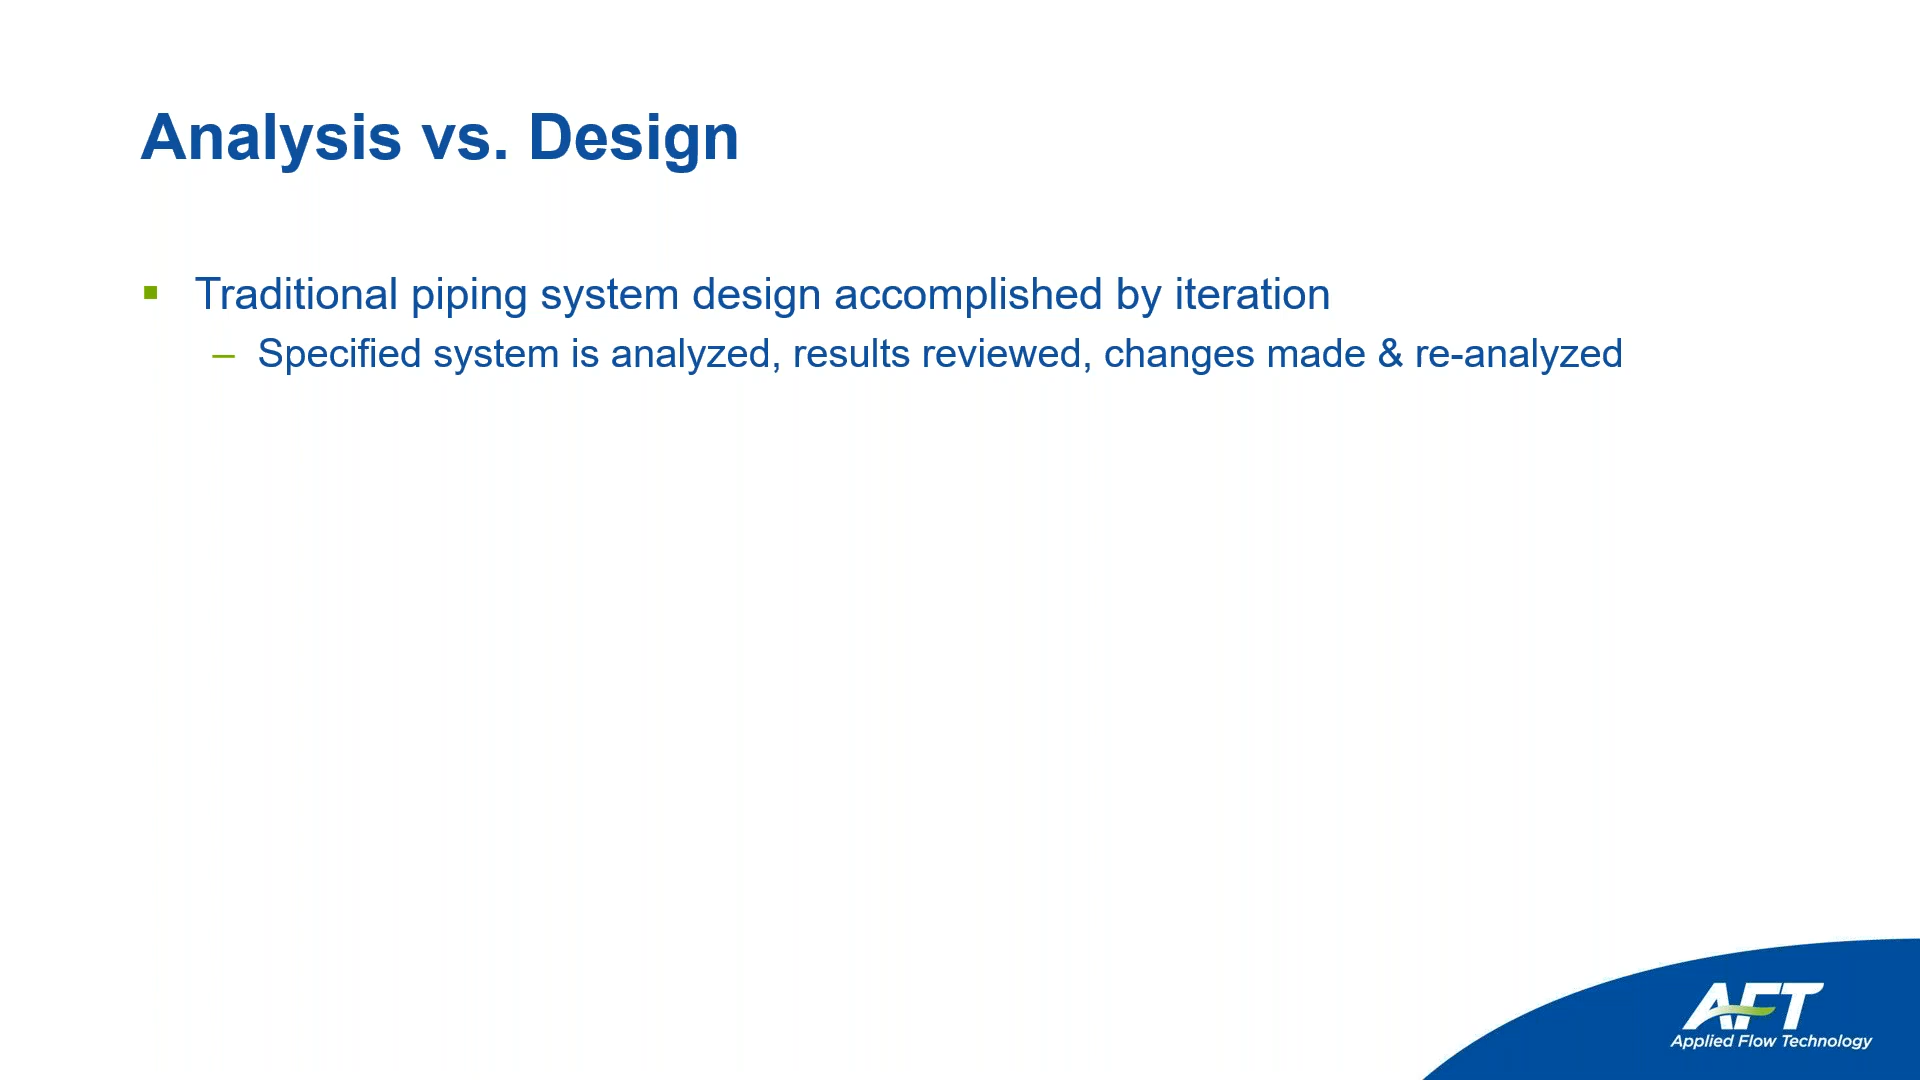 Analysis vs. Design
▪ Traditional piping system design accomplished by iteration
– Specified system is analyzed, results reviewed, changes made & re-analyzed
AFT
Applied Flow Technology